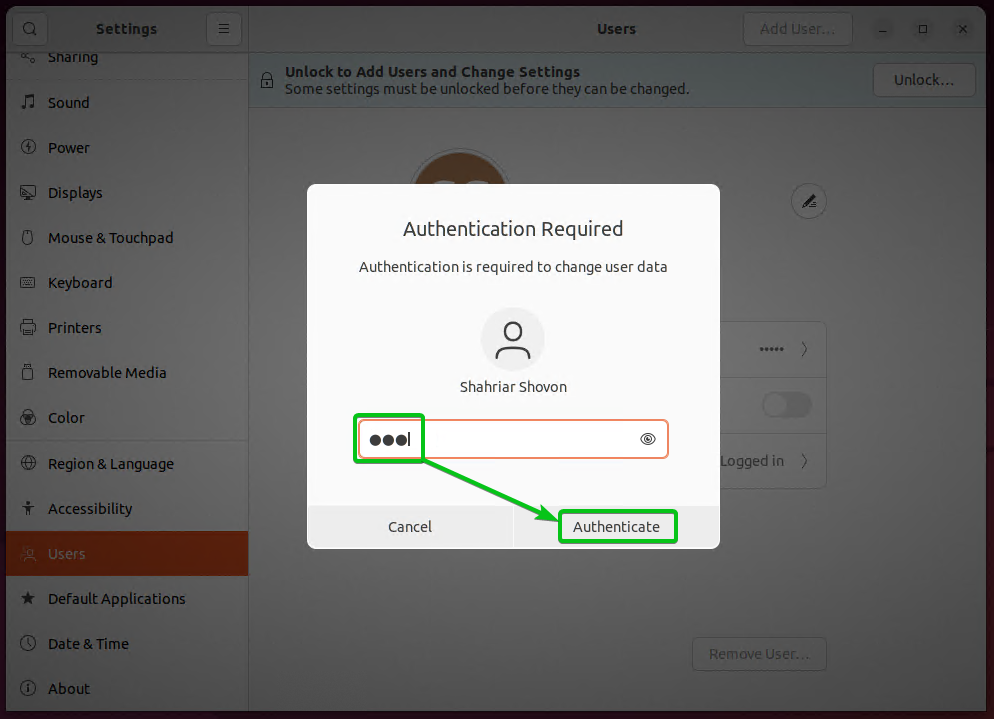 Settings
Users
Add User...
Sharing
Sound
Power
Displays
Mouse & Touchpad
Keyboard
Printers
Removable Media
Color
Region & Language
Accessibility
Users
Default Applications
Date & Time
About
Unlock to Add Users and Change Settings
Some settings must be unlocked before they can be changed.
Unlock...
Authentication Required
Authentication is required to change user data
Shahriar Shovon
●●●
Cancel
Authenticate
•••••
Logged in
Remove User...